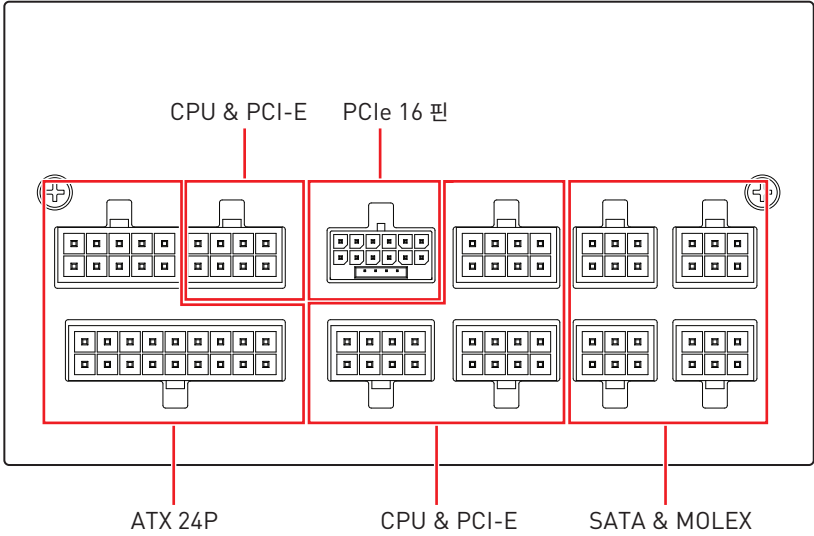 CPU & PCI-E
PCIe 16 핀
ATX 24P
CPU & PCI-E
SATA & MOLEX